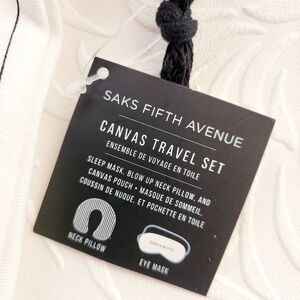 SAKS FIFTH AVENUE
CANVAS TRAVEL SET
ENSEMBLE DE VOYAGE EN TOILE
SLEEP MASK, BLOW UP NECK PILLOW, AND
CANVAS POUCH • MASQUE DE SOMMEIL,
COUSSIN DE NUQUE, ET POCHETTE EN TOILE
NECK PILLOW
EYE MASK